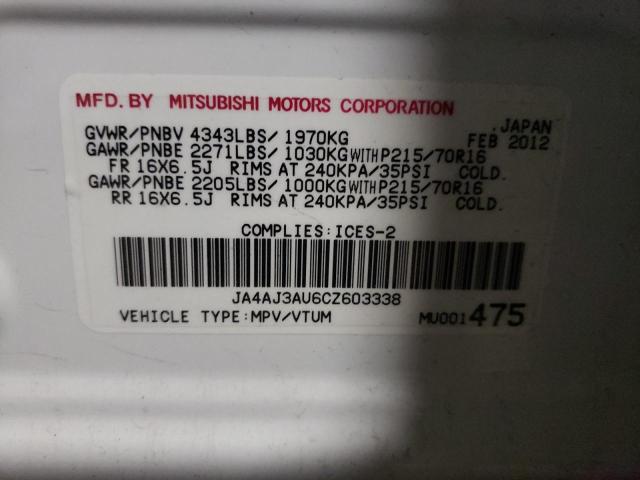 MFD. BY MITSUBISHI MOTORS CORPORATION
.JAPAN
GVWR/PNBV 4343LBS/ 1970KG FEB 2012
GAWR/PNBE 2271LBS/ 1030KG WITH P215/70R16
FR 16X6.5J RIMS AT 240KPA/35PSI COLD.
GAWR/PNBE 2205LBS/ 1000KG WITH P215/70R16
RR 16X6.5J RIMS AT 240KPA/35PSI COLD.
COMPLIES:ICES-2
JA4AJ3AU6CZ603338
VEHICLE TYPE:MPV/VTUM MU001475